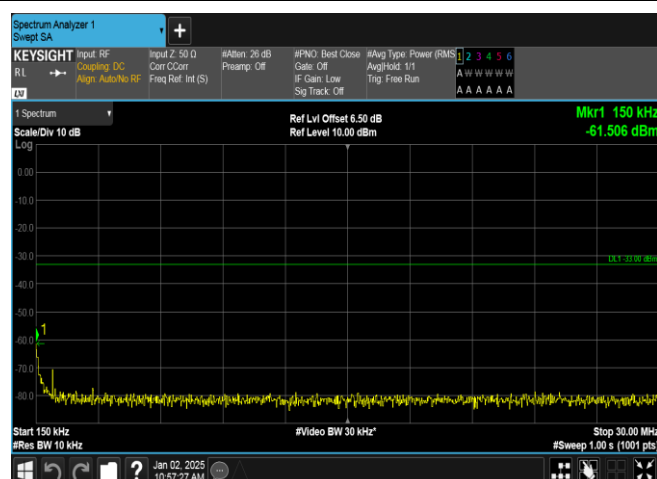 Spectrum Analyzer 1
Swept SA
+
KEYSIGHT Input: RF Input Z: 50 Ω #Atten: 26 dB #PNO: Best Close #Avg Type: Power (RMS 1 2 3 4 5 6
RL Coupling: DC Corr CCorr Preamp: Off Gate: Off Avg|Hold: 1/1 A W W W W W
Align: Auto/No RF Freq Ref: Int (S) IF Gain: Low Trig: Free Run
LXI Sig Track: Off A A A A A A
1 Spectrum Ref Lvl Offset 6.50 dB Mkr1 150 kHz
Scale/Div 10 dB Ref Level 10.00 dBm -61.506 dBm
Log
0.00
-10.0
-20.0
-30.0 DL1 -33.00 dBm
-40.0
-50.0
1
-60.0
-70.0
-80.0
Start 150 kHz #Video BW 30 kHz* Stop 30.00 MHz
#Res BW 10 kHz #Sweep 1.00 s (1001 pts)
? Jan 02, 2025
10:57:27 AM